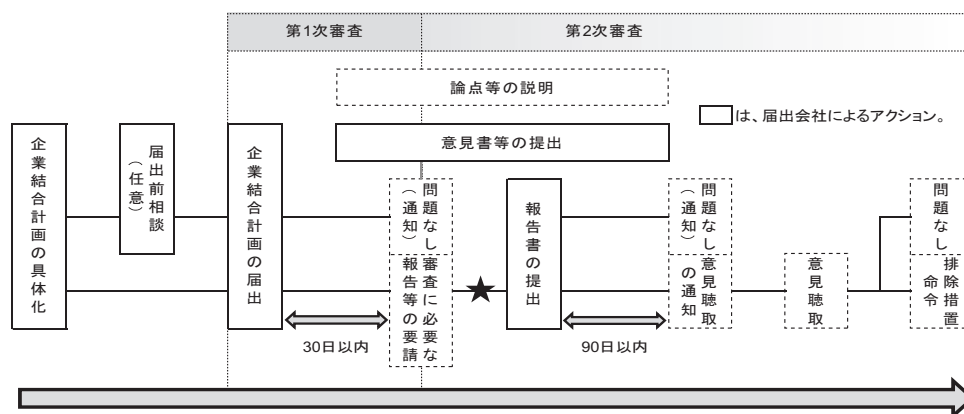 第1次審査
第2次審査
論点等の説明
は、届出会社によるアクション。
意見書等の提出
企業結合計画の具体化
届出前相談
（任意）
企業結合計画の届出
問題なし
（通知）
審査に必要な
報告等の要請
★
報告書の提出
問題なし
（通知）
意見聴取
の通知
意見聴取
問題なし
排除措置
命令
30日以内
90日以内